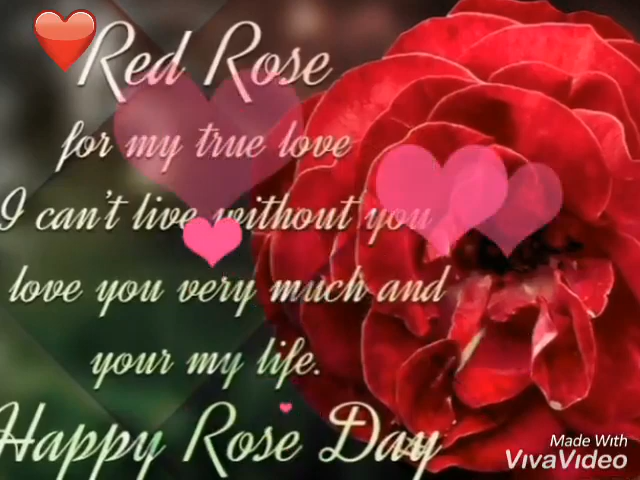 Red Rose
for my true love
I can't live without you
love you very much and
your my life.
Happy Rose Day
Made With
VivaVideo